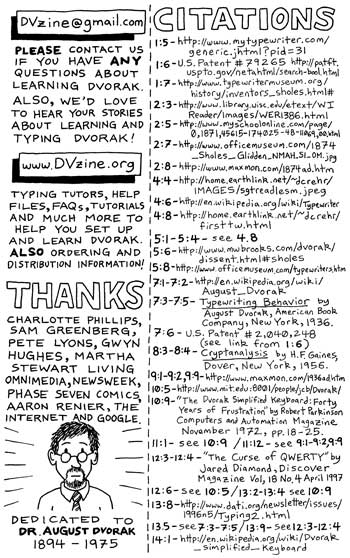 DVzine@gmail.com
PLEASE CONTACT US
IF YOU HAVE ANY
QUESTIONS ABOUT
LEARNING DVORAK.
ALSO, WE'D LOVE
TO HEAR YOUR STORIES
ABOUT LEARNING AND
TYPING DVORAK!
www.DVzine.org
TYPING TUTORS, HELP
FILES, FAQs, TUTORIALS
AND MUCH MORE TO
HELP YOU SET UP
AND LEARN DVORAK.
ALSO ORDERING AND
DISTRIBUTION INFORMATION!
THANKS
CHARLOTTE PHILLIPS,
SAM GREENBERG,
PETE LYONS, GWYN
HUGHES, MARTHA
STEWART LIVING
OMNIMEDIA, NEWSWEEK,
PHASE SEVEN COMICS,
AARON RENIER, THE
INTERNET AND GOOGLE.
DEDICATED TO
DR. AUGUST DVORAK
1894 - 1975
CITATIONS
1:5-http://www.mytypewriter.com/
generic.jhtml?pid=31
1:6-U.S. Patent # 79265 http://patft.
uspto.gov/netahtml/search-bool.html
1:7-http://www.typewritermuseum.org/
history/inventors_sholes.html#
2:3-http://www.library.wisc.edu/etext/WI
Reader/Images/WER1386.html
2:5-http://www.myschoolonline.com/page/
0,1871,45615-174025-48-11069,00.html
2:7-http://www.officemuseum.com/1874
_Sholes_Glidden_NMAH_SI_OM.jpg
2:8-http://www.maxmon.com/1874ad.htm
4:4-http://home.earthlink.net/~dcrehr/
IMAGES/sgtreadlesm.jpeg
4:6-http://en.wikipedia.org/wiki/Typewriter
4:8-http://home.earthlink.net/~dcrehr/
firsttw.html
5:1-5:4-see 4.8
5:6-http://www.mwbrooks.com/dvorak/
dissent.html#sholes
5:8-http://www.officemuseum.com/typewriters.htm
7:1-7:2-http://en.wikipedia.org/wiki/
August_Dvorak
7:3-7:5-Typewriting Behavior by
August Dvorak, American Book
Company, New York, 1936.
7:6-U.S. Patent # 2,040,248
(see link from 1:6)
8:3-8:4-Cryptanalysis by H.F. Gaines,
Dover, New York, 1956.
9:1-9:2,9:9-http://www.maxmon.com/1936ad.htm
10:5-http://www.mit.edu:8001/people/jcb/Dvorak/
10:9-"The Dvorak Simplified Keyboard: Forty
Years of Frustration" by Robert Parkinson
Computers and Automation Magazine
November 1972, pp. 18-25.
11:1-see 10:9 /11:12-see 9:1-9:2,9:9
12:3-12:4-"The Curse of QWERTY" by
Jared Diamond, Discover
Magazine Vol, 18 No, 4 April 1997
12:6-see 10:5/13:2-13:4 see 10:9
13:8-http://www.dati.org/newsletter/issues/
1996n5/Typing2.html
13.5-see 7:3-7:5/13:9-see 12:3-12:4
14:1-http://en.wikipedia.org/wiki/Dvorak
_simplified_Keyboard